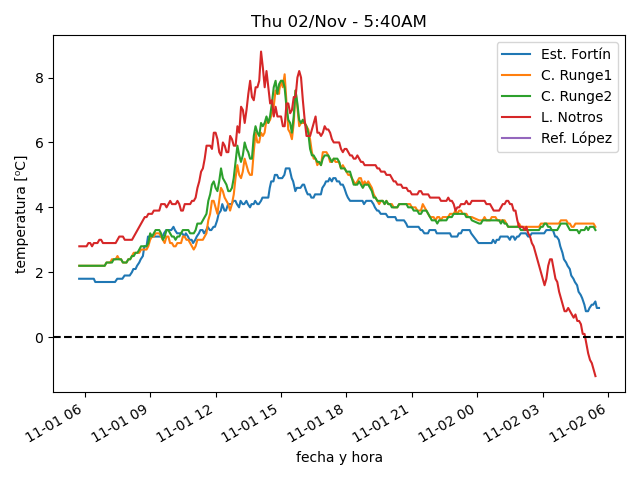 Thu 02/Nov - 5:40AM
temperatura [ºC]
8
6
4
2
0
Est. Fortín
C. Runge1
C. Runge2
L. Notros
Ref. López
11-01 06
11-01 09
11-01 12
11-01 15
11-01 18
11-01 21
11-02 00
11-02 03
11-02 06
fecha y hora